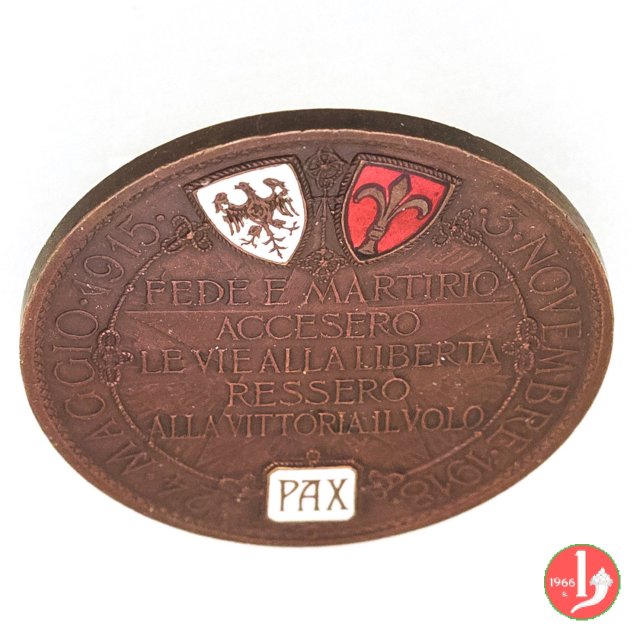 24·MAGGIO·1915·
·3·NOVEMBRE·1918
FEDE E MARTIRIO
ACCESERO
LE VIE ALLA LIBERTÀ
RESSERO
ALLA VITTORIA·IL VOLO
PAX
1966